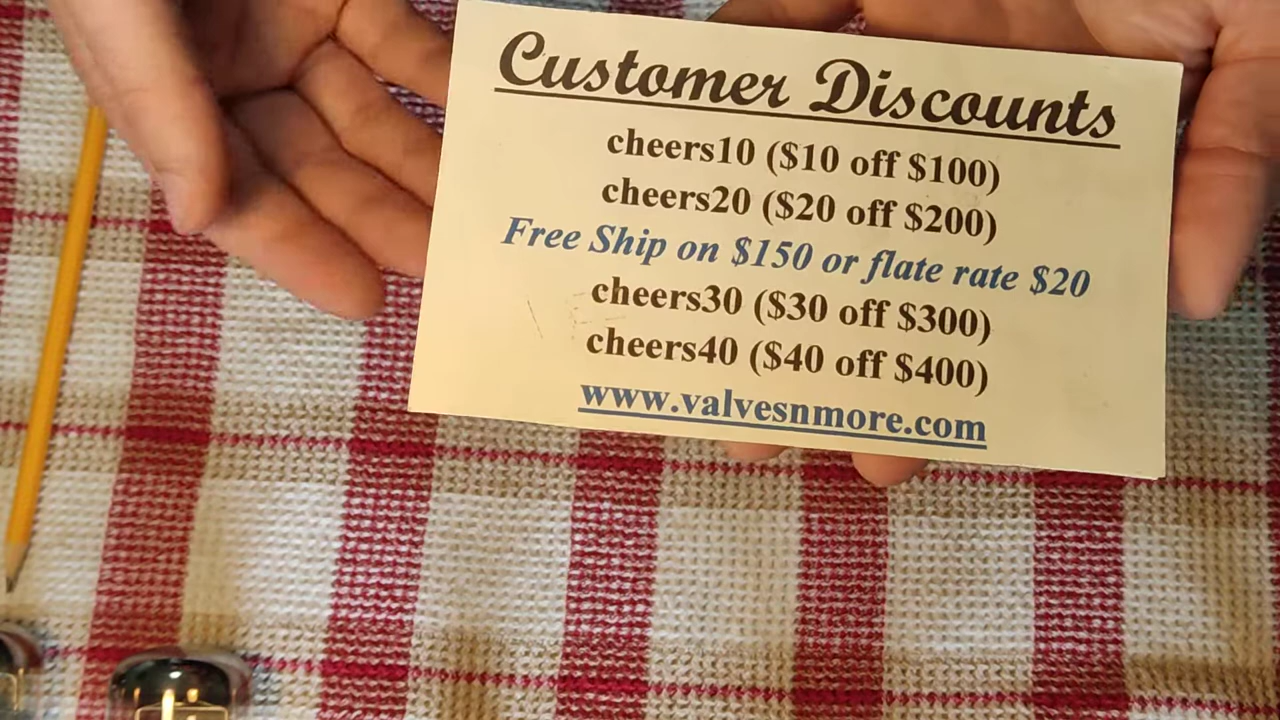 Customer Discounts
cheers10 ($10 off $100)
cheers20 ($20 off $200)
Free Ship on $150 or flate rate $20
cheers30 ($30 off $300)
cheers40 ($40 off $400)
www.valvesnmore.com